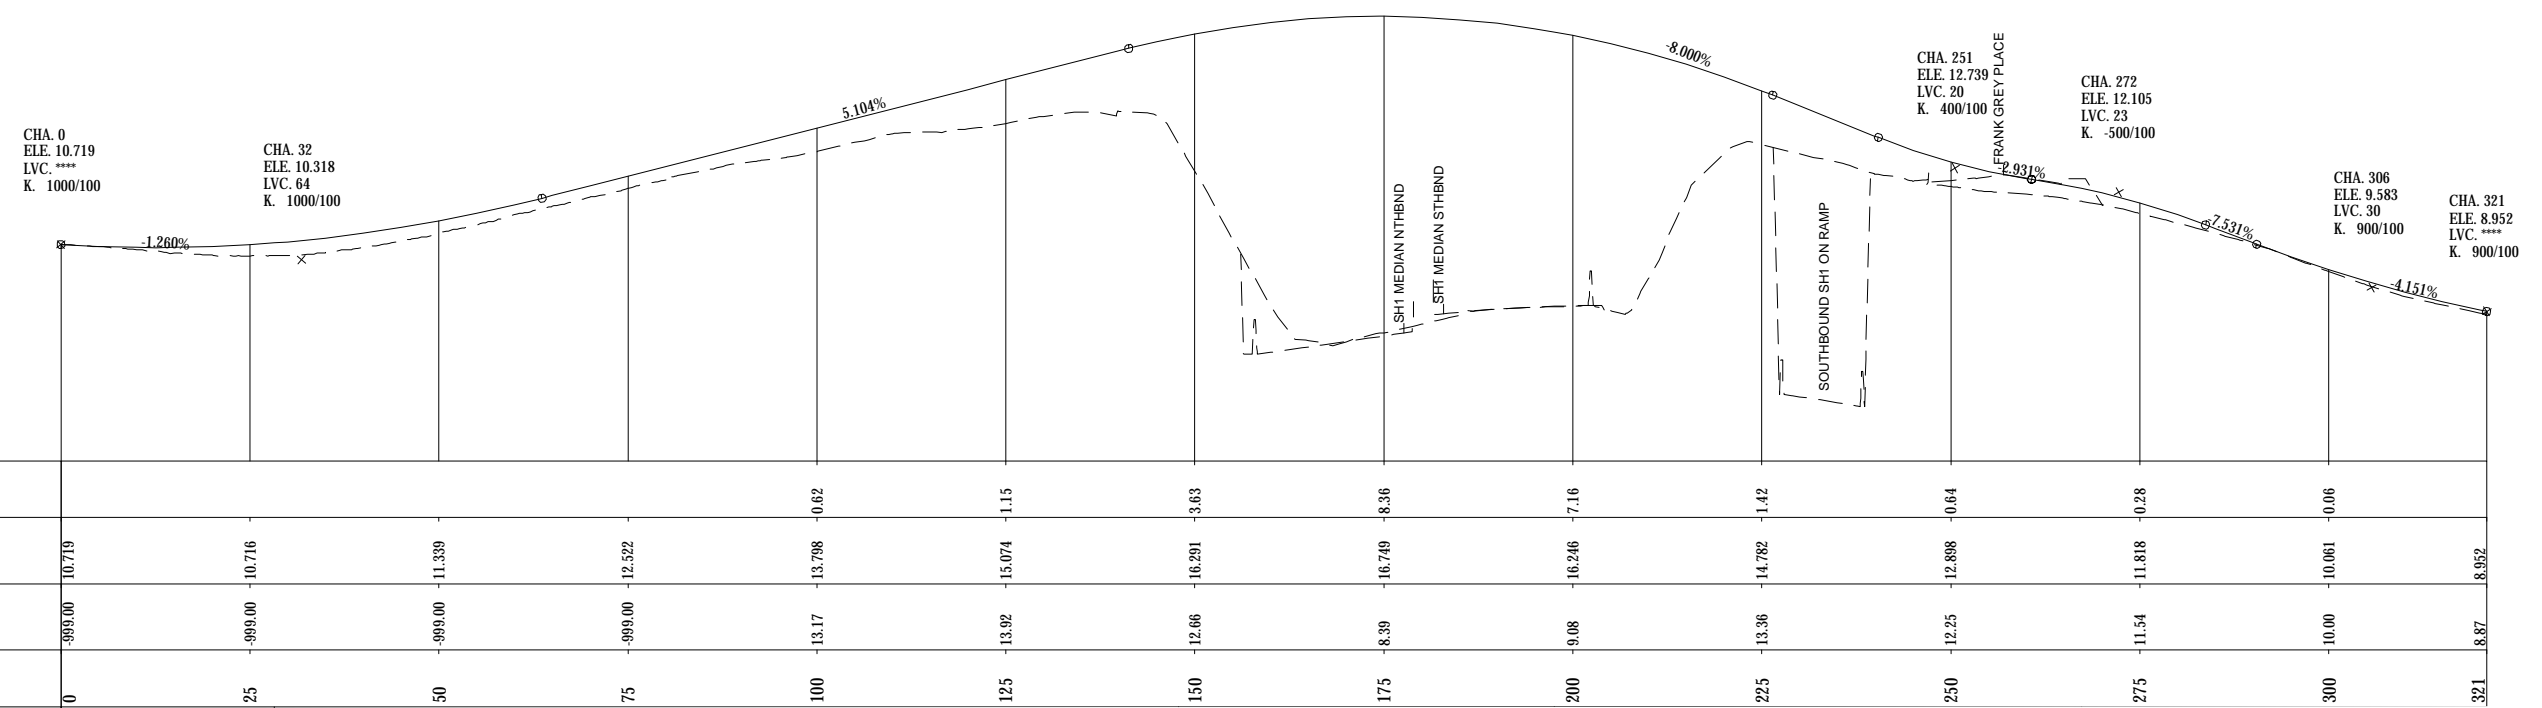 CHA. 0
ELE. 10.719
LVC. ****
K. 1000/100
-1.260%
CHA. 32
ELE. 10.318
LVC. 64
K. 1000/100
5.104%
SH1 MEDIAN NTHBND
SH1 MEDIAN STHBND
-8.000%
SOUTHBOUND SH1 ON RAMP
CHA. 251
ELE. 12.739
LVC. 20
K. 400/100
FRANK GREY PLACE
-2.931%
CHA. 272
ELE. 12.105
LVC. 23
K. -500/100
-7.531%
CHA. 306
ELE. 9.583
LVC. 30
K. 900/100
-4.151%
CHA. 321
ELE. 8.952
LVC. ****
K. 900/100
0.62 1.15 3.63 8.36 7.16 1.42 0.64 0.28 0.06
10.719 10.716 11.339 12.522 13.798 15.074 16.291 16.749 16.246 14.782 12.898 11.818 10.061 8.952
-999.00 -999.00 -999.00 -999.00 13.17 13.92 12.66 8.39 9.08 13.36 12.25 11.54 10.00 8.87
0 25 50 75 100 125 150 175 200 225 250 275 300 321